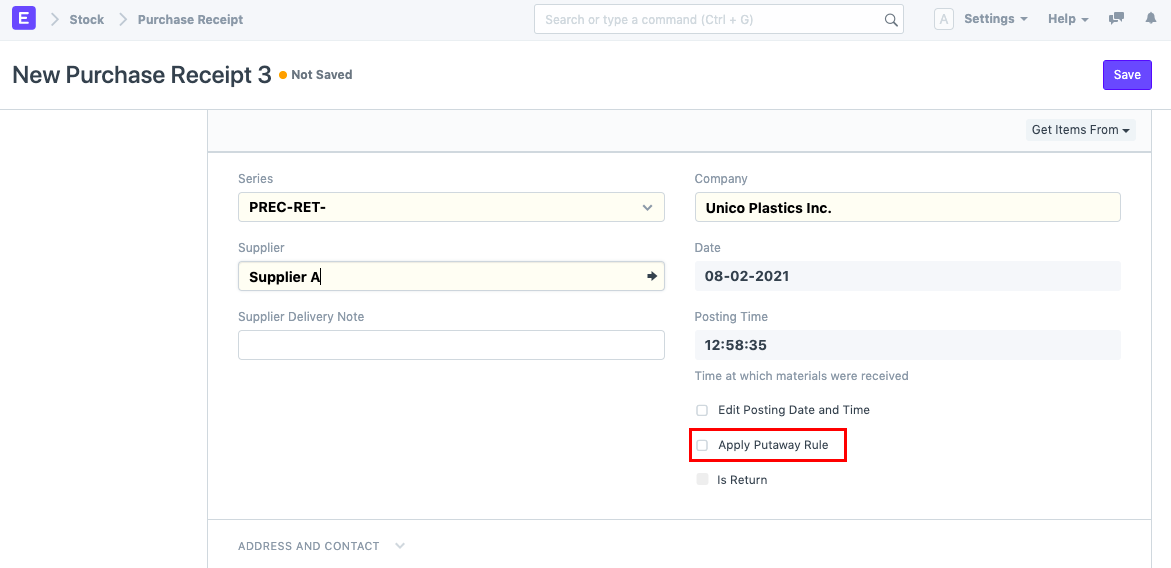 E Stock Purchase Receipt Search or type a command (Ctrl + G) A Settings Help
New Purchase Receipt 3 Not Saved Save
Get Items From
Series Company
PREC-RET- Unico Plastics Inc.
Supplier Date
Supplier A 08-02-2021
Supplier Delivery Note Posting Time
12:58:35
Time at which materials were received
Edit Posting Date and Time
Apply Putaway Rule
Is Return
ADDRESS AND CONTACT